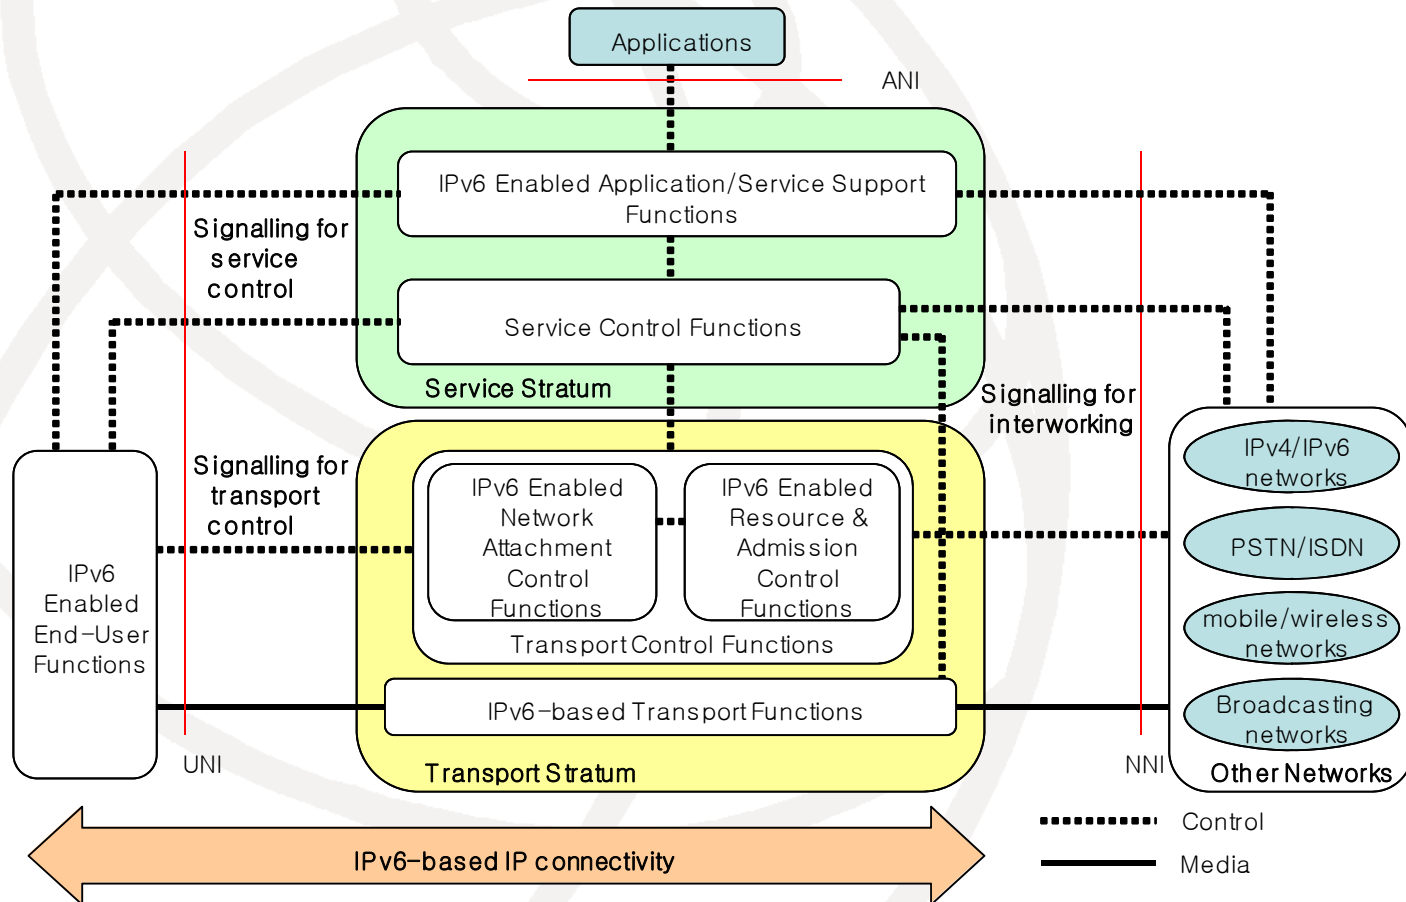 Applications
ANI
IPv6 Enabled Application/Service Support
Functions
Signalling for
service
control
Service Control Functions
Service Stratum
Signalling for
interworking
Signalling for
transport
control
IPv6 Enabled
Network
Attachment
Control
Functions
IPv6 Enabled
Resource &
Admission
Control
Functions
Transport Control Functions
IPv6
Enabled
End-User
Functions
IPv4/IPv6
networks
PSTN/ISDN
mobile/wireless
networks
Broadcasting
networks
Other Networks
IPv6-based Transport Functions
UNI
Transport Stratum
NNI
IPv6-based IP connectivity
Control
Media